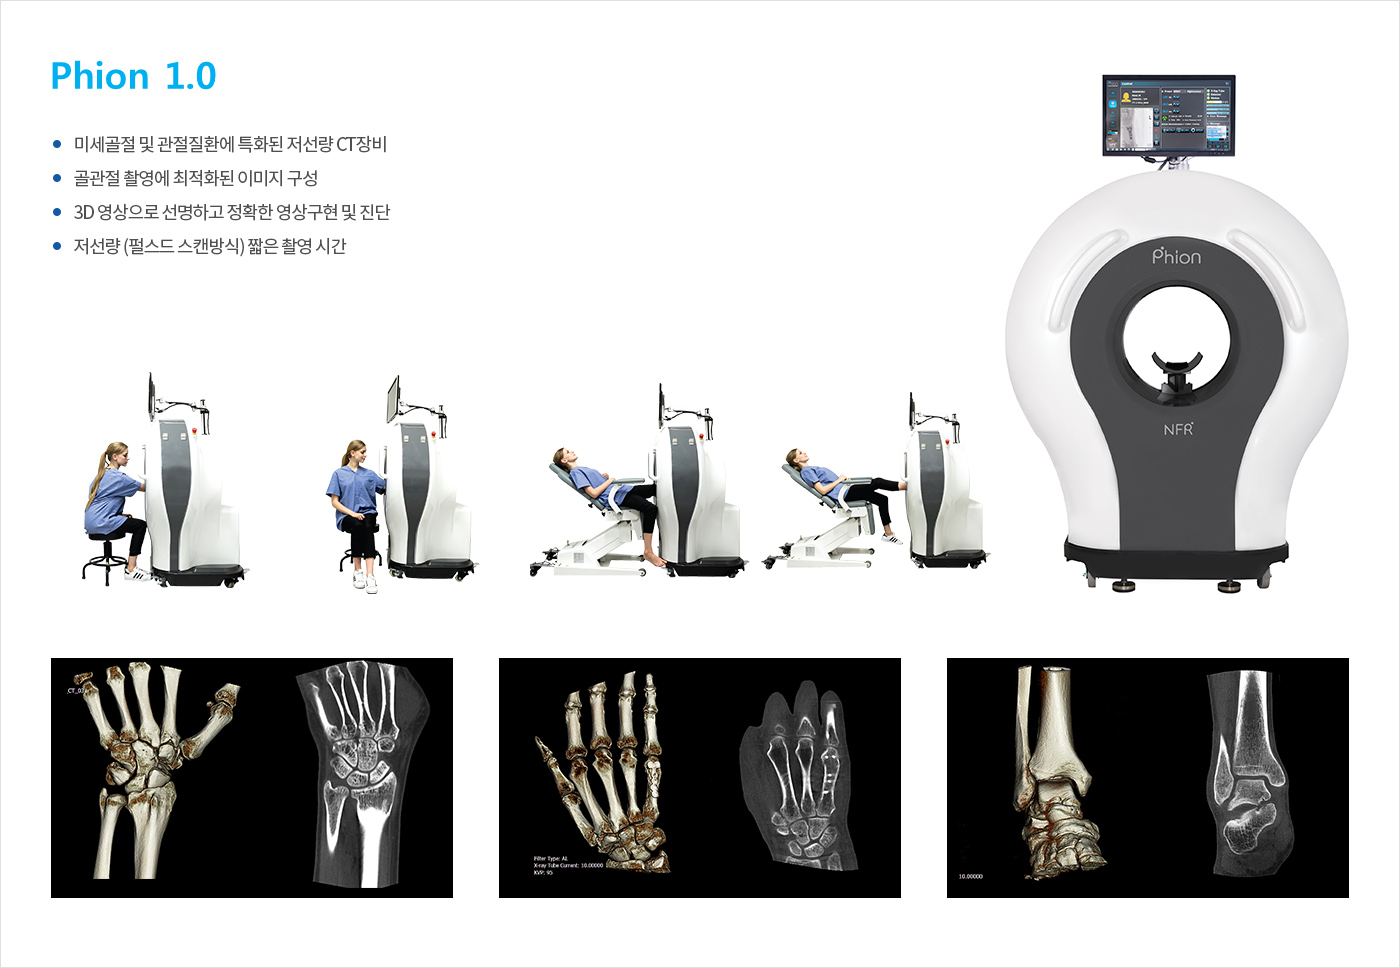 Phion 1.0
미세골절 및 관절질환에 특화된 저선량 CT장비
골관절 촬영에 최적화된 이미지 구성
3D 영상으로 선명하고 정확한 영상구현 및 진단
저선량 (펄스드 스캔방식) 짧은 촬영 시간
Phion
NFR
CT_03
Filter Type: AL
X-ray Tube Current: 10.00000
KVP: 95
10.00000